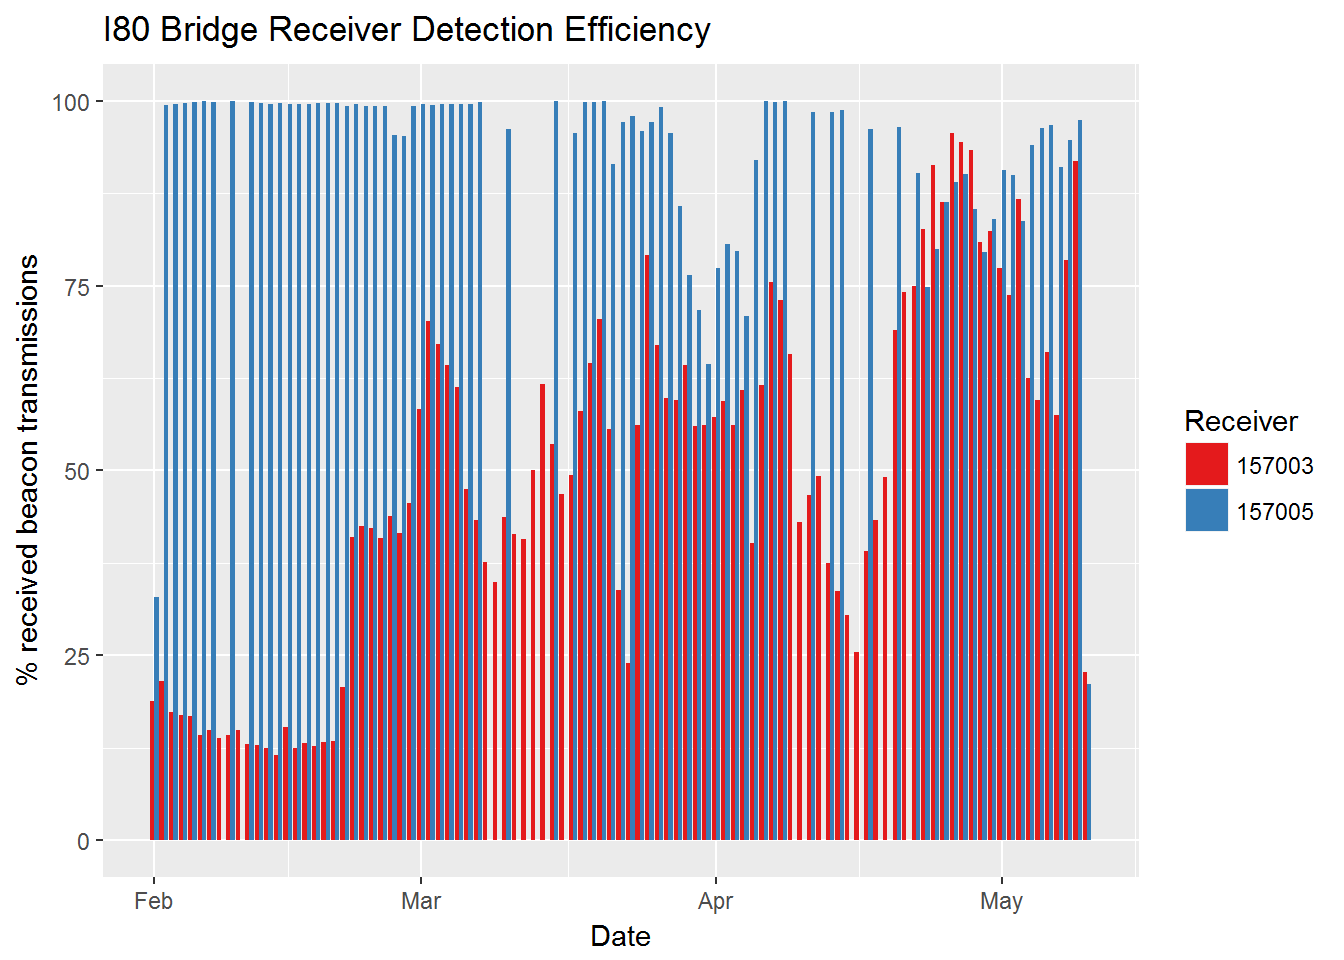 I80 Bridge Receiver Detection Efficiency
% received beacon transmissions
100
75
50
25
0
Feb
Mar
Apr
May
Date
Receiver
157003
157005